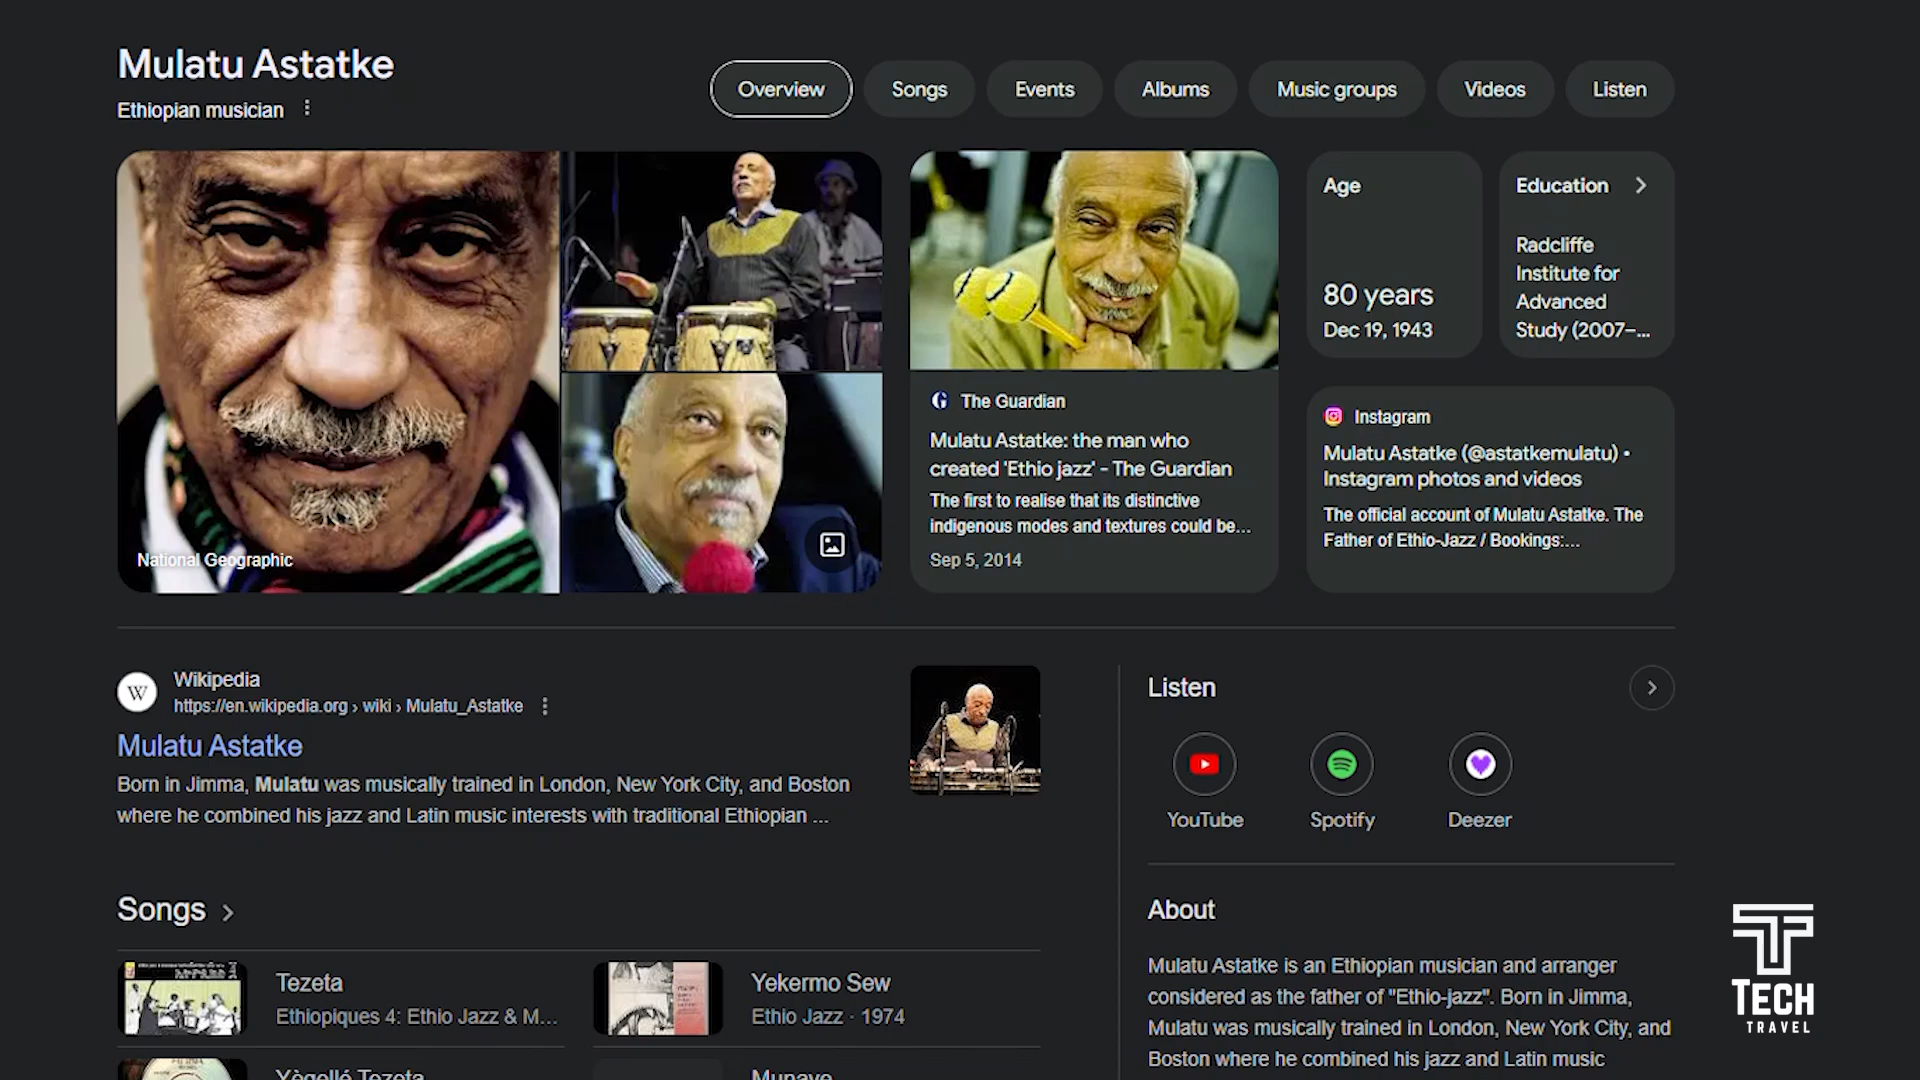 Mulatu Astatke
Ethiopian musician
Overview
Songs
Events
Albums
Music groups
Videos
Listen
National Geographic
The Guardian
Mulatu Astatke: the man who
created 'Ethio jazz' - The Guardian
The first to realise that its distinctive
indigenous modes and textures could be...
Sep 5, 2014
Age
80 years
Dec 19, 1943
Education
Radcliffe
Institute for
Advanced
Study (2007–...
Instagram
Mulatu Astatke (@astatkemulatu) •
Instagram photos and videos
The official account of Mulatu Astatke. The
Father of Ethio-Jazz / Bookings:...
W
Wikipedia
https://en.wikipedia.org › wiki › Mulatu_Astatke
Mulatu Astatke
Born in Jimma, Mulatu was musically trained in London, New York City, and Boston
where he combined his jazz and Latin music interests with traditional Ethiopian ...
Songs
Tezeta
Ethiopiques 4: Ethio Jazz & M...
Yekermo Sew
Ethio Jazz · 1974
Yègellé Tezeta
Munaye
Listen
YouTube
Spotify
Deezer
About
Mulatu Astatke is an Ethiopian musician and arranger
considered as the father of "Ethio-jazz". Born in Jimma,
Mulatu was musically trained in London, New York City, and
Boston where he combined his jazz and Latin music
TECH
TRAVEL